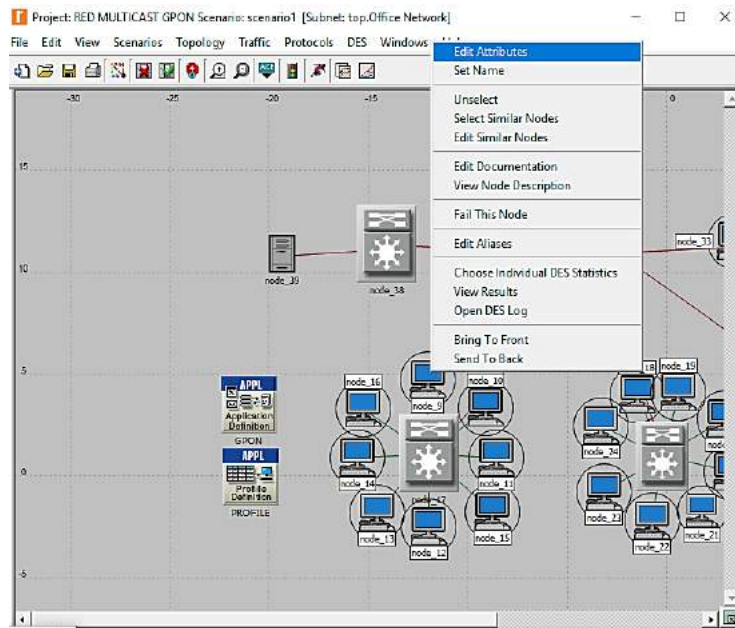 Project: RED MULTICAST GPON Scenario: scenario1 [Subnet: top.Office Network]
File Edit View Scenarios Topology Traffic Protocols DES Windows
Edit Attributes
Set Name
Unselect
Select Similar Nodes
Edit Similar Nodes
Edit Documentation
View Node Description
Fail This Node
Edit Aliases
Choose Individual DES Statistics
View Results
Open DES Log
Bring To Front
Send To Back
-30 -25 -20 -15 0
15
10
5
0
-5
node_33
node_39
node_38
APPL
Application
Definition
GPON
APPL
Profile
Definition
PROFILE
node_16
node_10
node_9
node_14
node_11
node_13
node_12
node_15
node_19
node_24
node_23
node_22
node_21